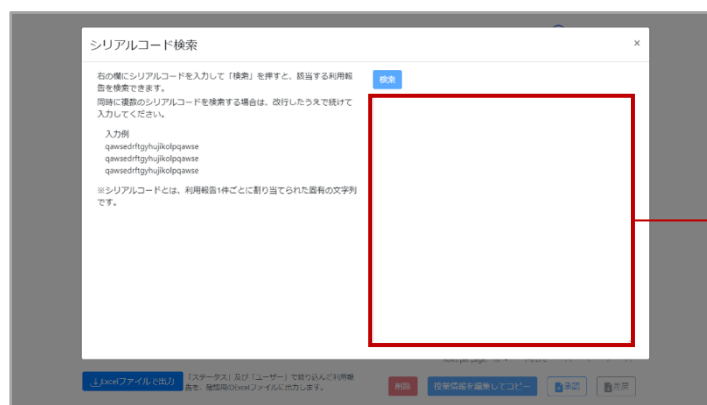 シリアルコード検索
×
右の欄にシリアルコードを入力して「検索」を押すと、該当する利用報
告を検索できます。
同時に複数のシリアルコードを検索する場合は、改行したうえで続けて
入力してください。
入力例
qawsedrftgyhujikolpqawse
qawsedrftgyhujikolpqawse
qawsedrftgyhujikolpqawse
※シリアルコードとは、利用報告1件ごとに割り当てられた固有の文字列
です。
検索
Excelファイルで出力
「ステータス」及び「ユーザー」で絞り込んだ利用報
告を、確認用のExcelファイルに出力します。
削除
授業情報を編集してコピー
承認